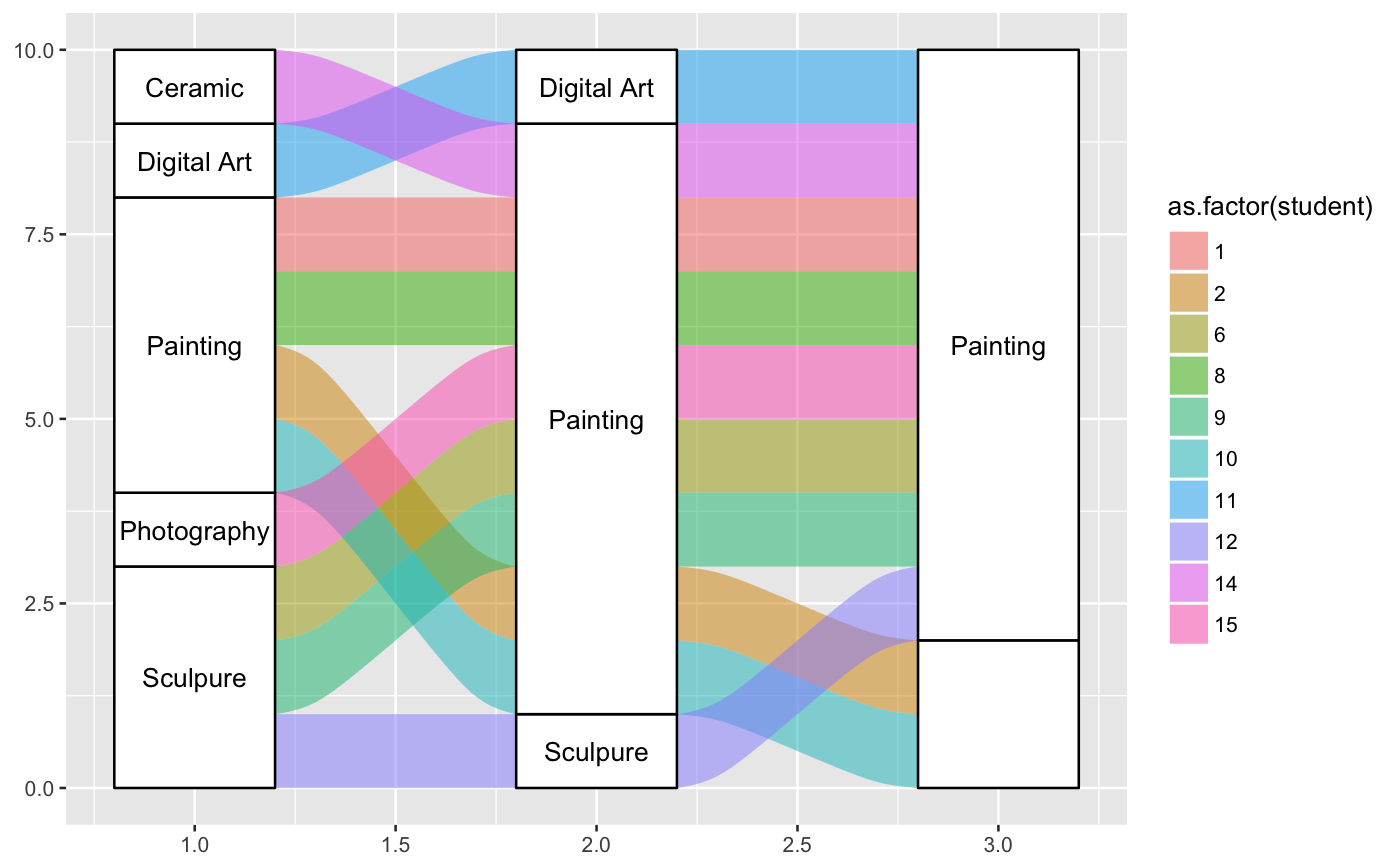 10.0
7.5
5.0
2.5
0.0
Ceramic
Digital Art
Painting
Photography
Sculpure
Digital Art
Painting
Sculpure
Painting
1.0
1.5
2.0
2.5
3.0
as.factor(student)
1
2
6
8
9
10
11
12
14
15